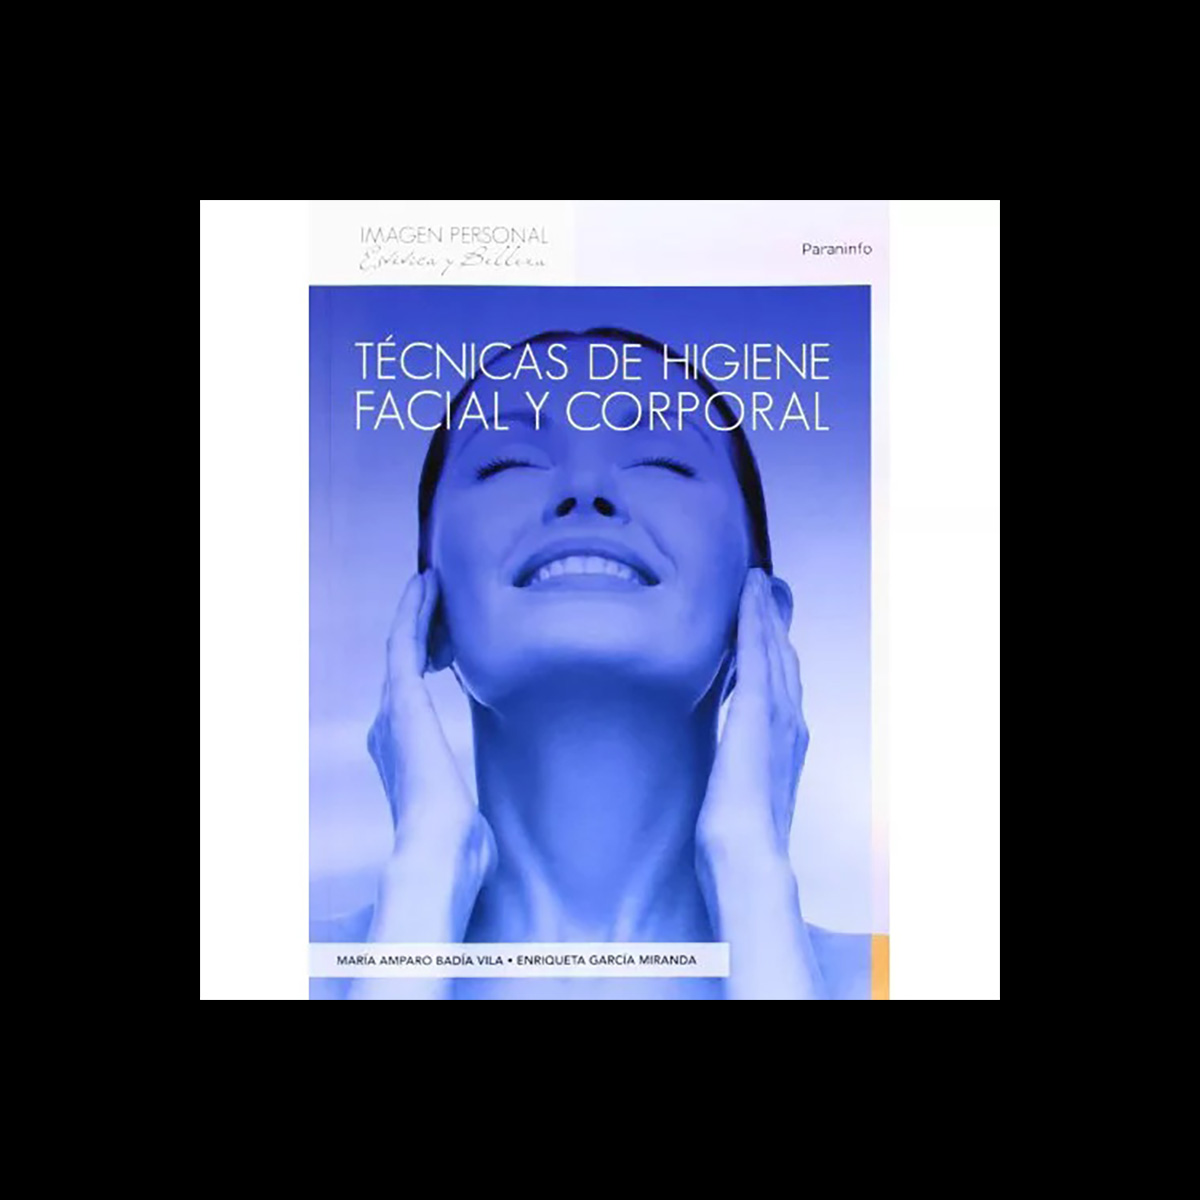 IMAGEN PERSONAL
Estética y Belleza
Paraninfo
TÉCNICAS DE HIGIENE
FACIAL Y CORPORAL
MARÍA AMPARO BADÍA VILA • ENRIQUETA GARCÍA MIRANDA